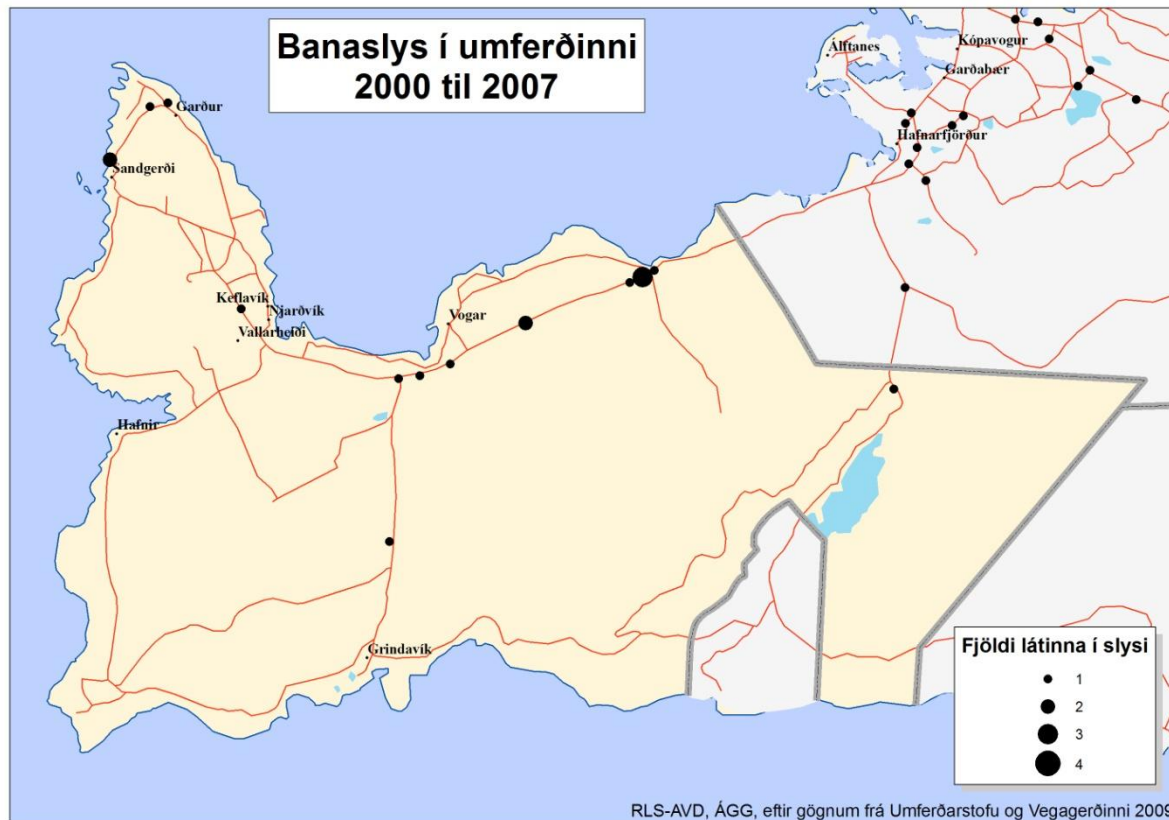 Banaslys í umferðinni
2000 til 2007
Álftanes
Kópavogur
Garðabær
Hafnarfjörður
Garður
Sandgerði
Keflavík
Njarðvík
Vallarheiði
Vogar
Hafnir
Grindavík
Fjöldi látinna í slysi
1
2
3
4
RLS-AVD, ÁGG, eftir gögnum frá Umferðarstofu og Vegagerðinni 2009